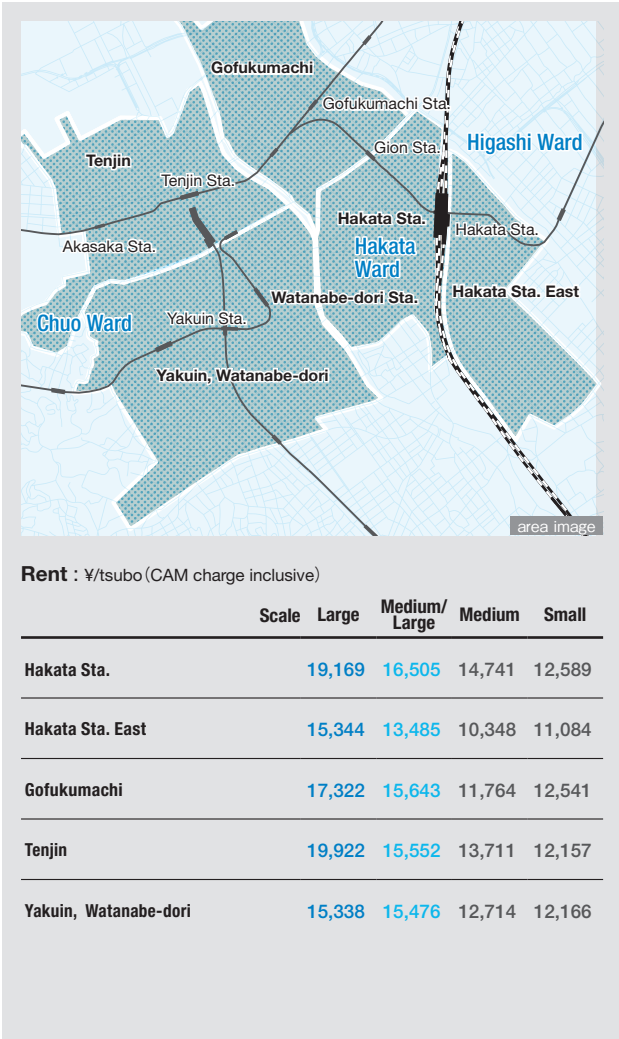 Gofukumachi
Gofukumachi Sta.
Gion Sta.
Higashi Ward
Tenjin
Tenjin Sta.
Hakata Sta.
Hakata Sta.
Akasaka Sta.
Hakata
Ward
Watanabe-dori Sta.
Hakata Sta. East
Chuo Ward
Yakuin Sta.
Yakuin, Watanabe-dori
area image
Rent : ¥/tsubo（CAM charge inclusive）
Scale Large Medium/Large Medium Small
Hakata Sta. 19,169 16,505 14,741 12,589
Hakata Sta. East 15,344 13,485 10,348 11,084
Gofukumachi 17,322 15,643 11,764 12,541
Tenjin 19,922 15,552 13,711 12,157
Yakuin, Watanabe-dori 15,338 15,476 12,714 12,166